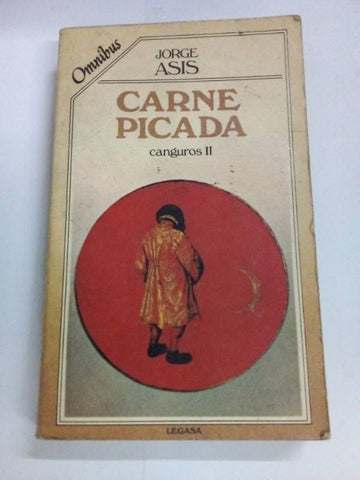 Omnibus
JORGE
ASIS
CARNE
PICADA
canguros II
LEGASA